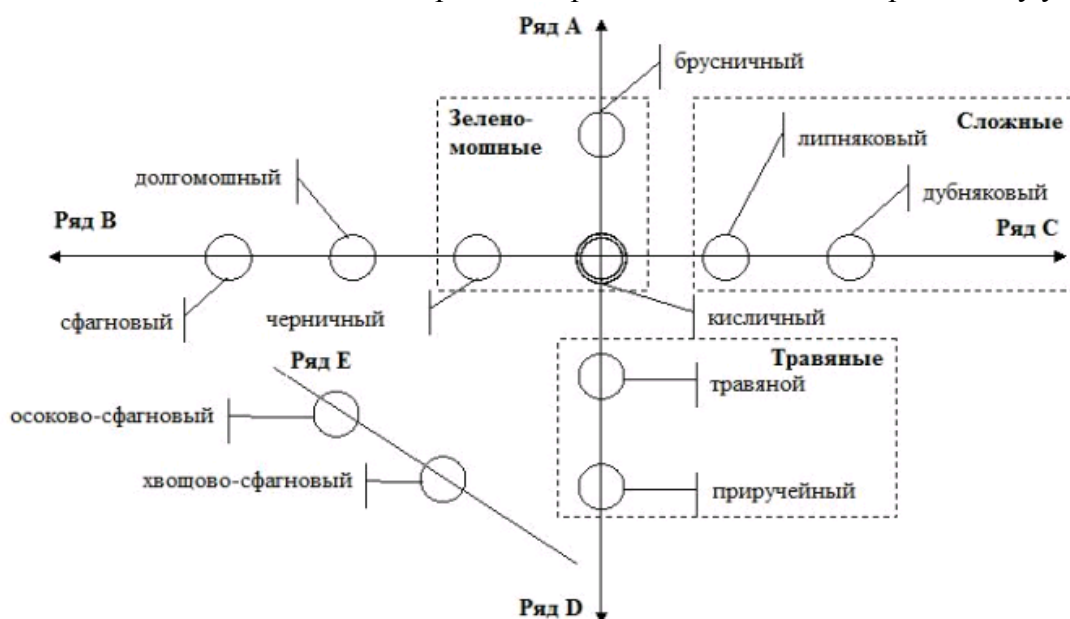 Ряд А
брусничный
Зелено-
мошные
Сложные
липняковый
долгомошный
дубняковый
Ряд В
Ряд С
сфагновый
черничный
кисличный
Ряд Е
Травяные
травяной
осоково-сфагновый
хвощово-сфагновый
приручейный
Ряд D